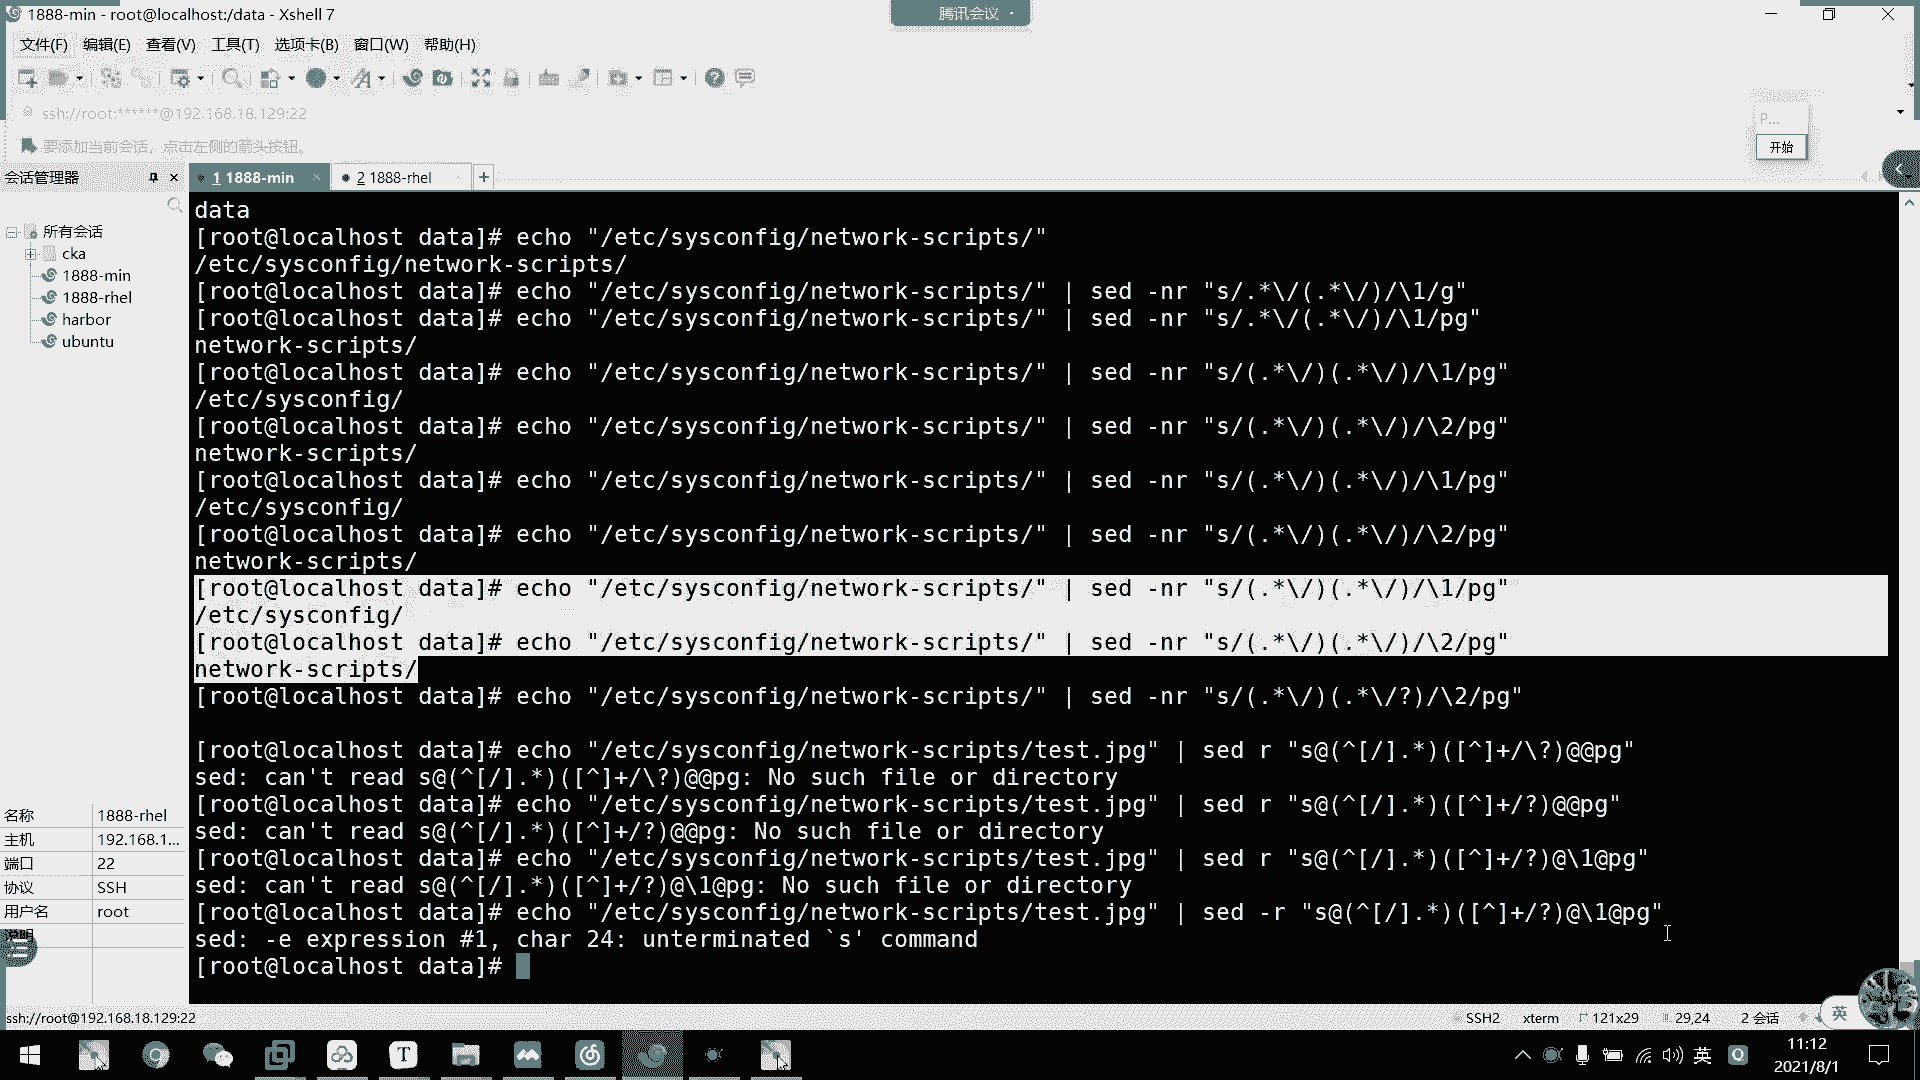 1888-min - root@localhost:/data - Xshell 7
腾讯会议
文件(F) 编辑(E) 查看(V) 工具(T) 选项卡(B) 窗口(W) 帮助(H)
ssh://root:******@192.168.18.129:22
P...
要添加当前会话，点击左侧的箭头按钮。
开始
会话管理器
1 1888-min
2 1888-rhel
所有会话
cka
1888-min
1888-rhel
harbor
ubuntu
名称 1888-rhel
主机 192.168.1...
端口 22
协议 SSH
用户名 root
说明
data
[root@localhost data]# echo "/etc/sysconfig/network-scripts/"
/etc/sysconfig/network-scripts/
[root@localhost data]# echo "/etc/sysconfig/network-scripts/" | sed -nr "s/.*\/(.*\/)/\1/g"
[root@localhost data]# echo "/etc/sysconfig/network-scripts/" | sed -nr "s/.*\/(.*\/)/\1/pg"
network-scripts/
[root@localhost data]# echo "/etc/sysconfig/network-scripts/" | sed -nr "s/(.*\/)(.*\/)/\1/pg"
/etc/sysconfig/
[root@localhost data]# echo "/etc/sysconfig/network-scripts/" | sed -nr "s/(.*\/)(.*\/)/\2/pg"
network-scripts/
[root@localhost data]# echo "/etc/sysconfig/network-scripts/" | sed -nr "s/(.*\/)(.*\/)/\1/pg"
/etc/sysconfig/
[root@localhost data]# echo "/etc/sysconfig/network-scripts/" | sed -nr "s/(.*\/)(.*\/)/\2/pg"
network-scripts/
[root@localhost data]# echo "/etc/sysconfig/network-scripts/" | sed -nr "s/(.*\/)(.*\/)/\1/pg"
/etc/sysconfig/
[root@localhost data]# echo "/etc/sysconfig/network-scripts/" | sed -nr "s/(.*\/)(.*\/)/\2/pg"
network-scripts/
[root@localhost data]# echo "/etc/sysconfig/network-scripts/" | sed -nr "s/(.*\/)(.*\/?)/\2/pg"
[root@localhost data]# echo "/etc/sysconfig/network-scripts/test.jpg" | sed r "s@(^[/].*)([^]+/\?)@@pg"
sed: can't read s@(^[/].*)([^]+/\?)@@pg: No such file or directory
[root@localhost data]# echo "/etc/sysconfig/network-scripts/test.jpg" | sed r "s@(^[/].*)([^]+/?)@@pg"
sed: can't read s@(^[/].*)([^]+/?)@@pg: No such file or directory
[root@localhost data]# echo "/etc/sysconfig/network-scripts/test.jpg" | sed r "s@(^[/].*)([^]+/?)@\1@pg"
sed: can't read s@(^[/].*)([^]+/?)@\1@pg: No such file or directory
[root@localhost data]# echo "/etc/sysconfig/network-scripts/test.jpg" | sed -r "s@(^[/].*)([^]+/?)@\1@pg"
sed: -e expression #1, char 24: unterminated `s' command
[root@localhost data]#
ssh://root@192.168.18.129:22
SSH2 xterm 121x29 29,24 2 会话
英
英
11:12
2021/8/1